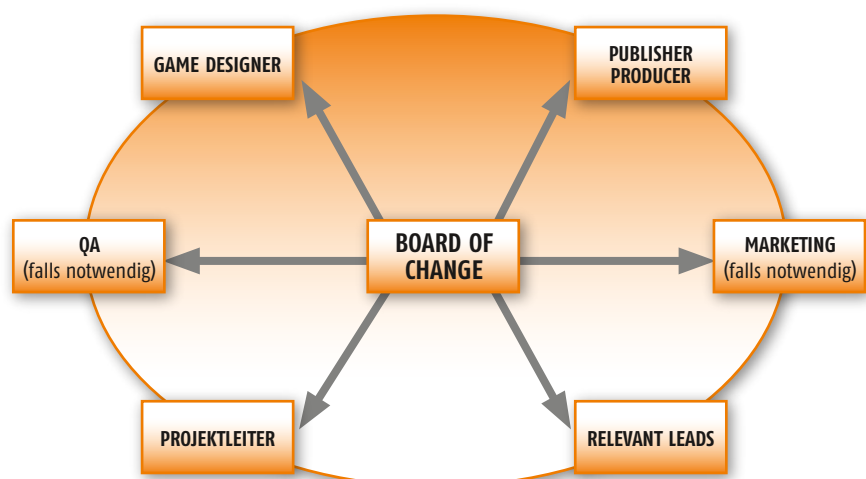 GAME DESIGNER
PUBLISHER
PRODUCER
QA
(falls notwendig)
BOARD OF
CHANGE
MARKETING
(falls notwendig)
PROJEKTLEITER
RELEVANT LEADS